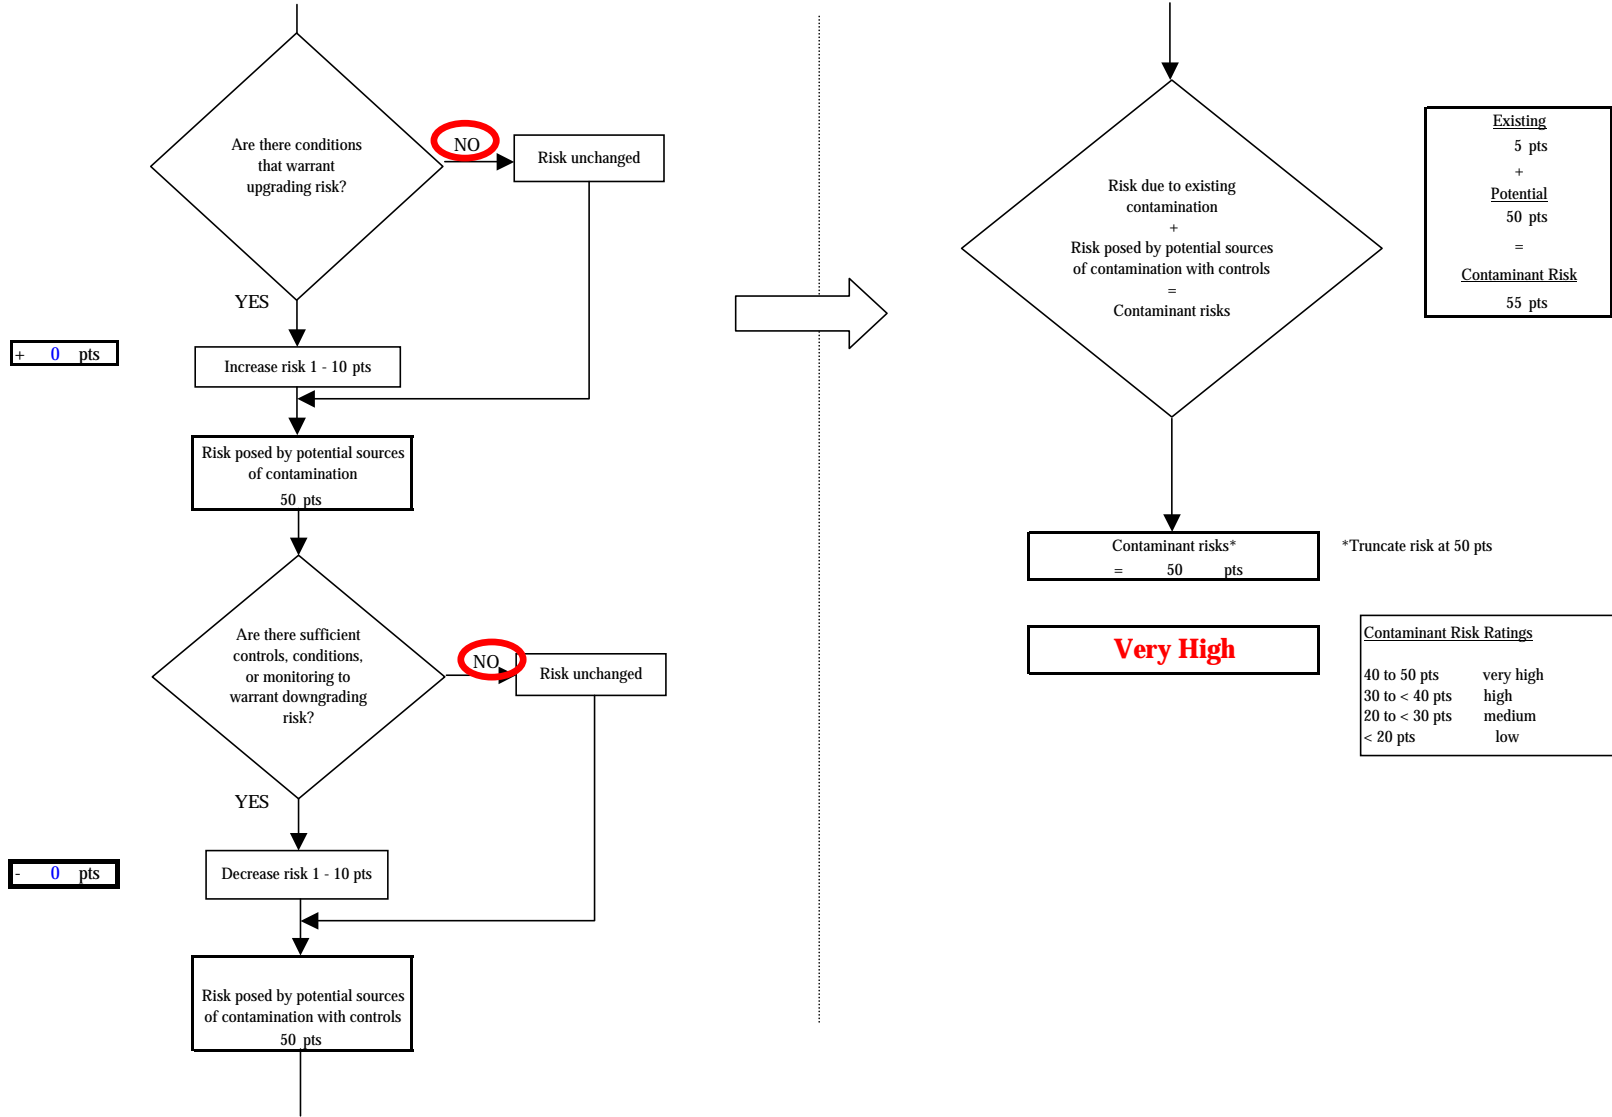 Are there conditions
that warrant
upgrading risk?
NO
Risk unchanged
YES
+ 0 pts
Increase risk 1 - 10 pts
Risk posed by potential sources
of contamination
50 pts
Are there sufficient
controls, conditions,
or monitoring to
warrant downgrading
risk?
NO
Risk unchanged
YES
- 0 pts
Decrease risk 1 - 10 pts
Risk posed by potential sources
of contamination with controls
50 pts
Risk due to existing
contamination
+
Risk posed by potential sources
of contamination with controls
=
Contaminant risks
Existing
5 pts
+
Potential
50 pts
=
Contaminant Risk
55 pts
Contaminant risks*
= 50 pts
*Truncate risk at 50 pts
Very High
Contaminant Risk Ratings
40 to 50 pts very high
30 to < 40 pts high
20 to < 30 pts medium
< 20 pts low